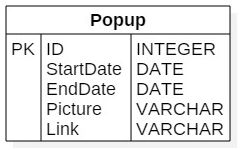 Popup
PK ID INTEGER
StartDate DATE
EndDate DATE
Picture VARCHAR
Link VARCHAR